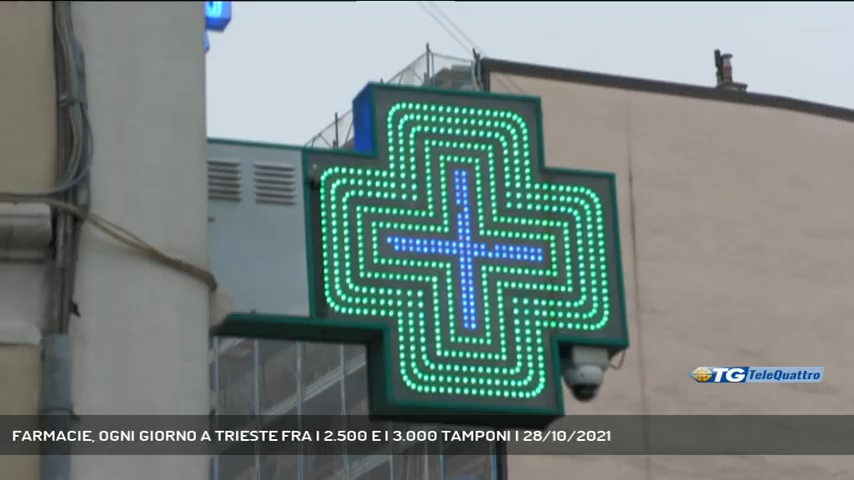 TG TeleQuattro
FARMACIE, OGNI GIORNO A TRIESTE FRA I 2.500 E I 3.000 TAMPONI | 28/10/2021